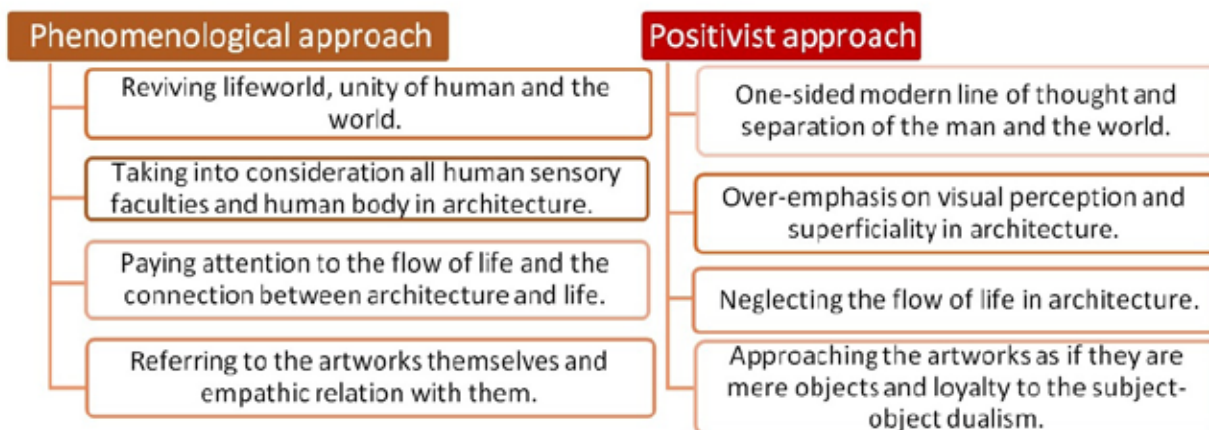 Phenomenological approach
Reviving lifeworld, unity of human and the
world.
Taking into consideration all human sensory
faculties and human body in architecture.
Paying attention to the flow of life and the
connection between architecture and life.
Referring to the artworks themselves and
empathic relation with them.
Positivist approach
One-sided modern line of thought and
separation of the man and the world.
Over-emphasis on visual perception and
superficiality in architecture.
Neglecting the flow of life in architecture.
Approaching the artworks as if they are
mere objects and loyalty to the subject-
object dualism.